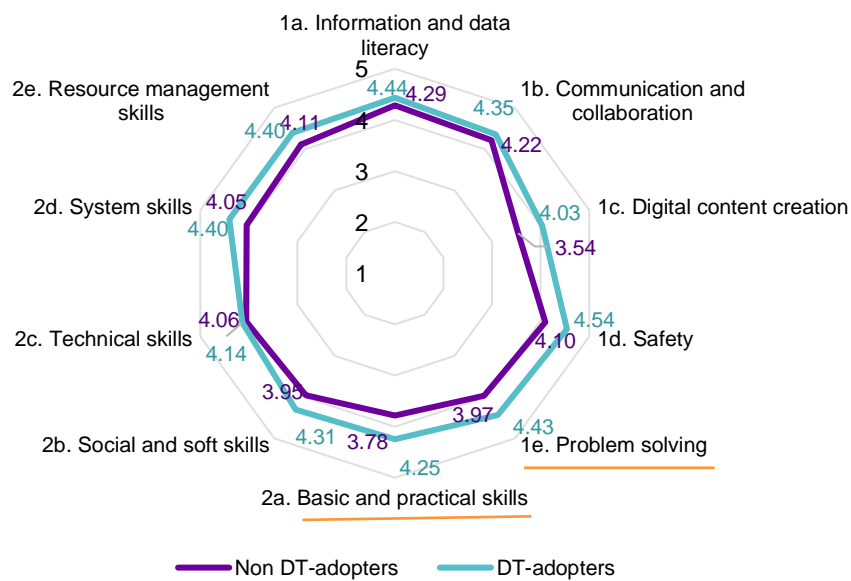 1a. Information and data
literacy
5
4.44
4.29
2e. Resource management
skills
1b. Communication and
collaboration
4.40
4.11
4
4.35
4.22
3
2d. System skills
4.05
4.40
2
4.03
1c. Digital content creation
3.54
1
2c. Technical skills
4.06
4.14
4.54
4.10
1d. Safety
3.95
3.97
2b. Social and soft skills
4.31
3.78
4.25
4.43
1e. Problem solving
2a. Basic and practical skills
Non DT-adopters
DT-adopters